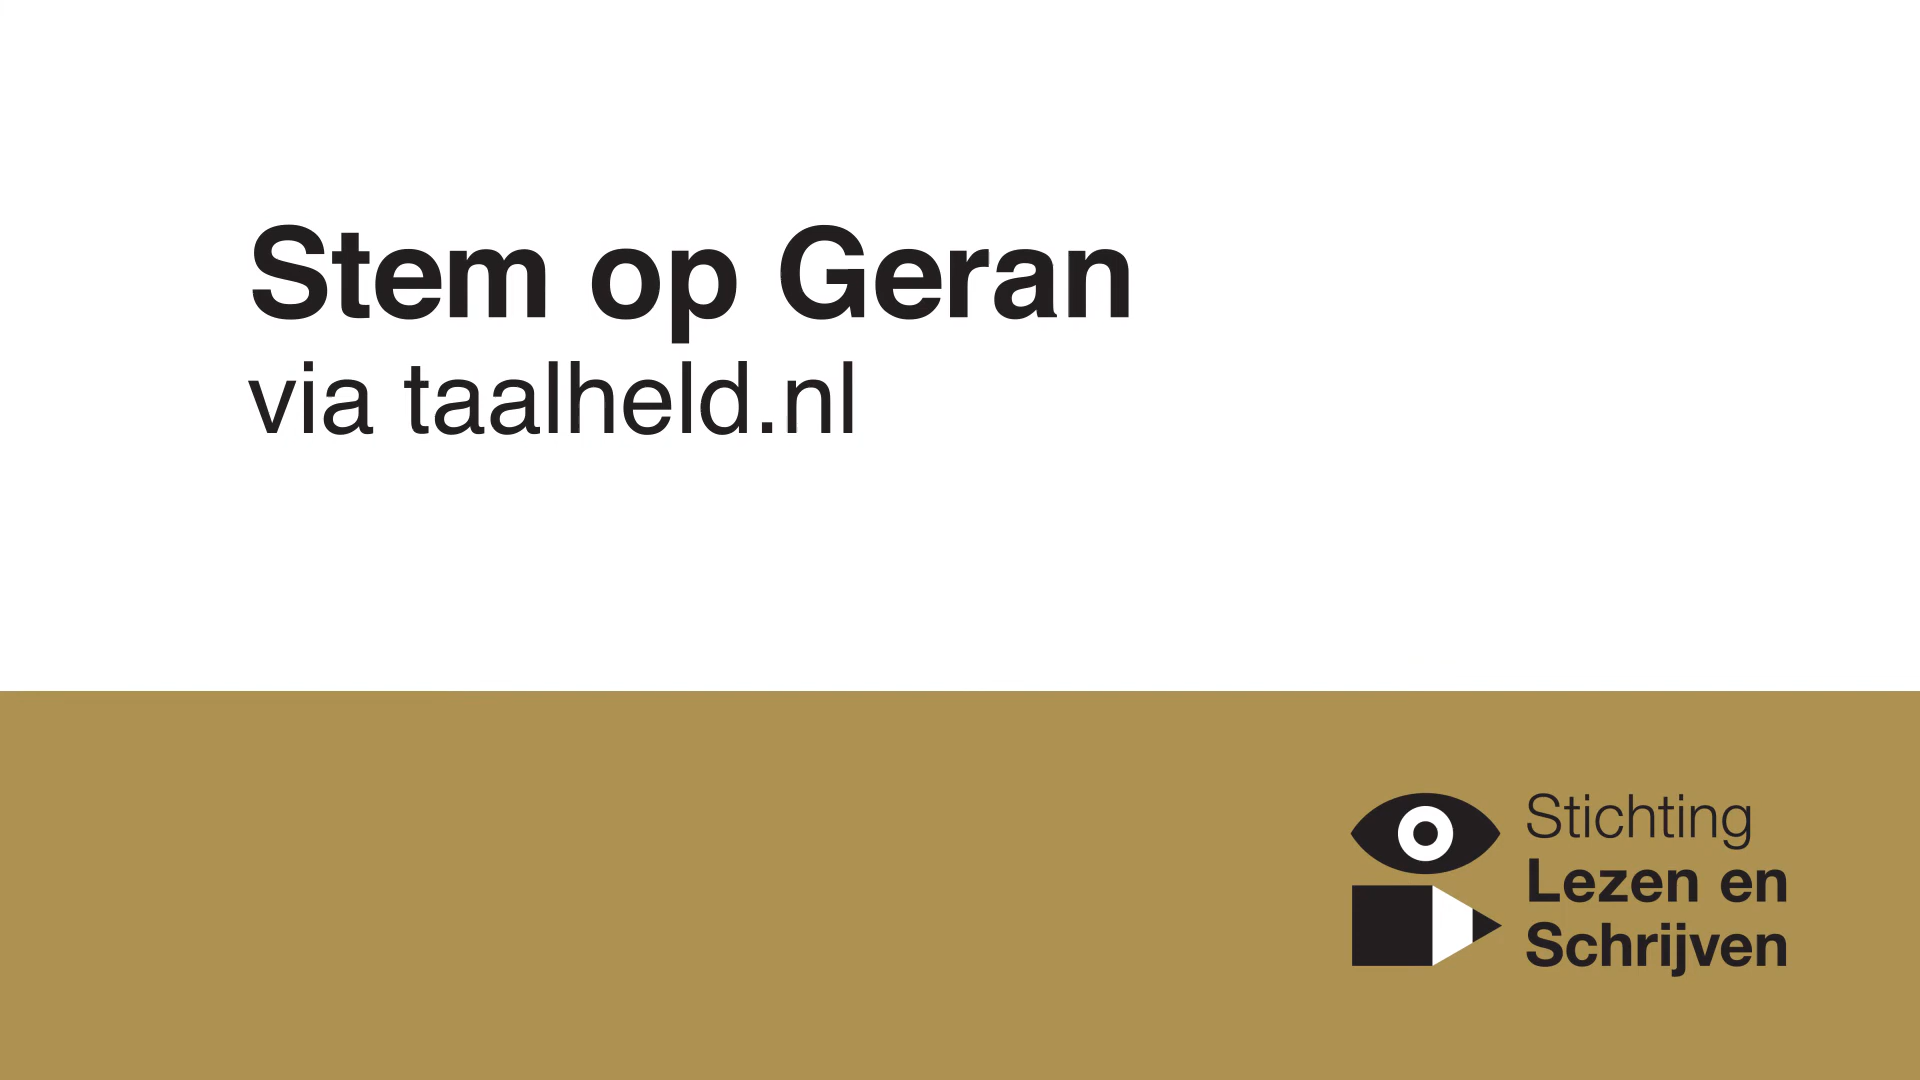 Stem op Geran
via taalheld.nl
Stichting
Lezen en
Schrijven